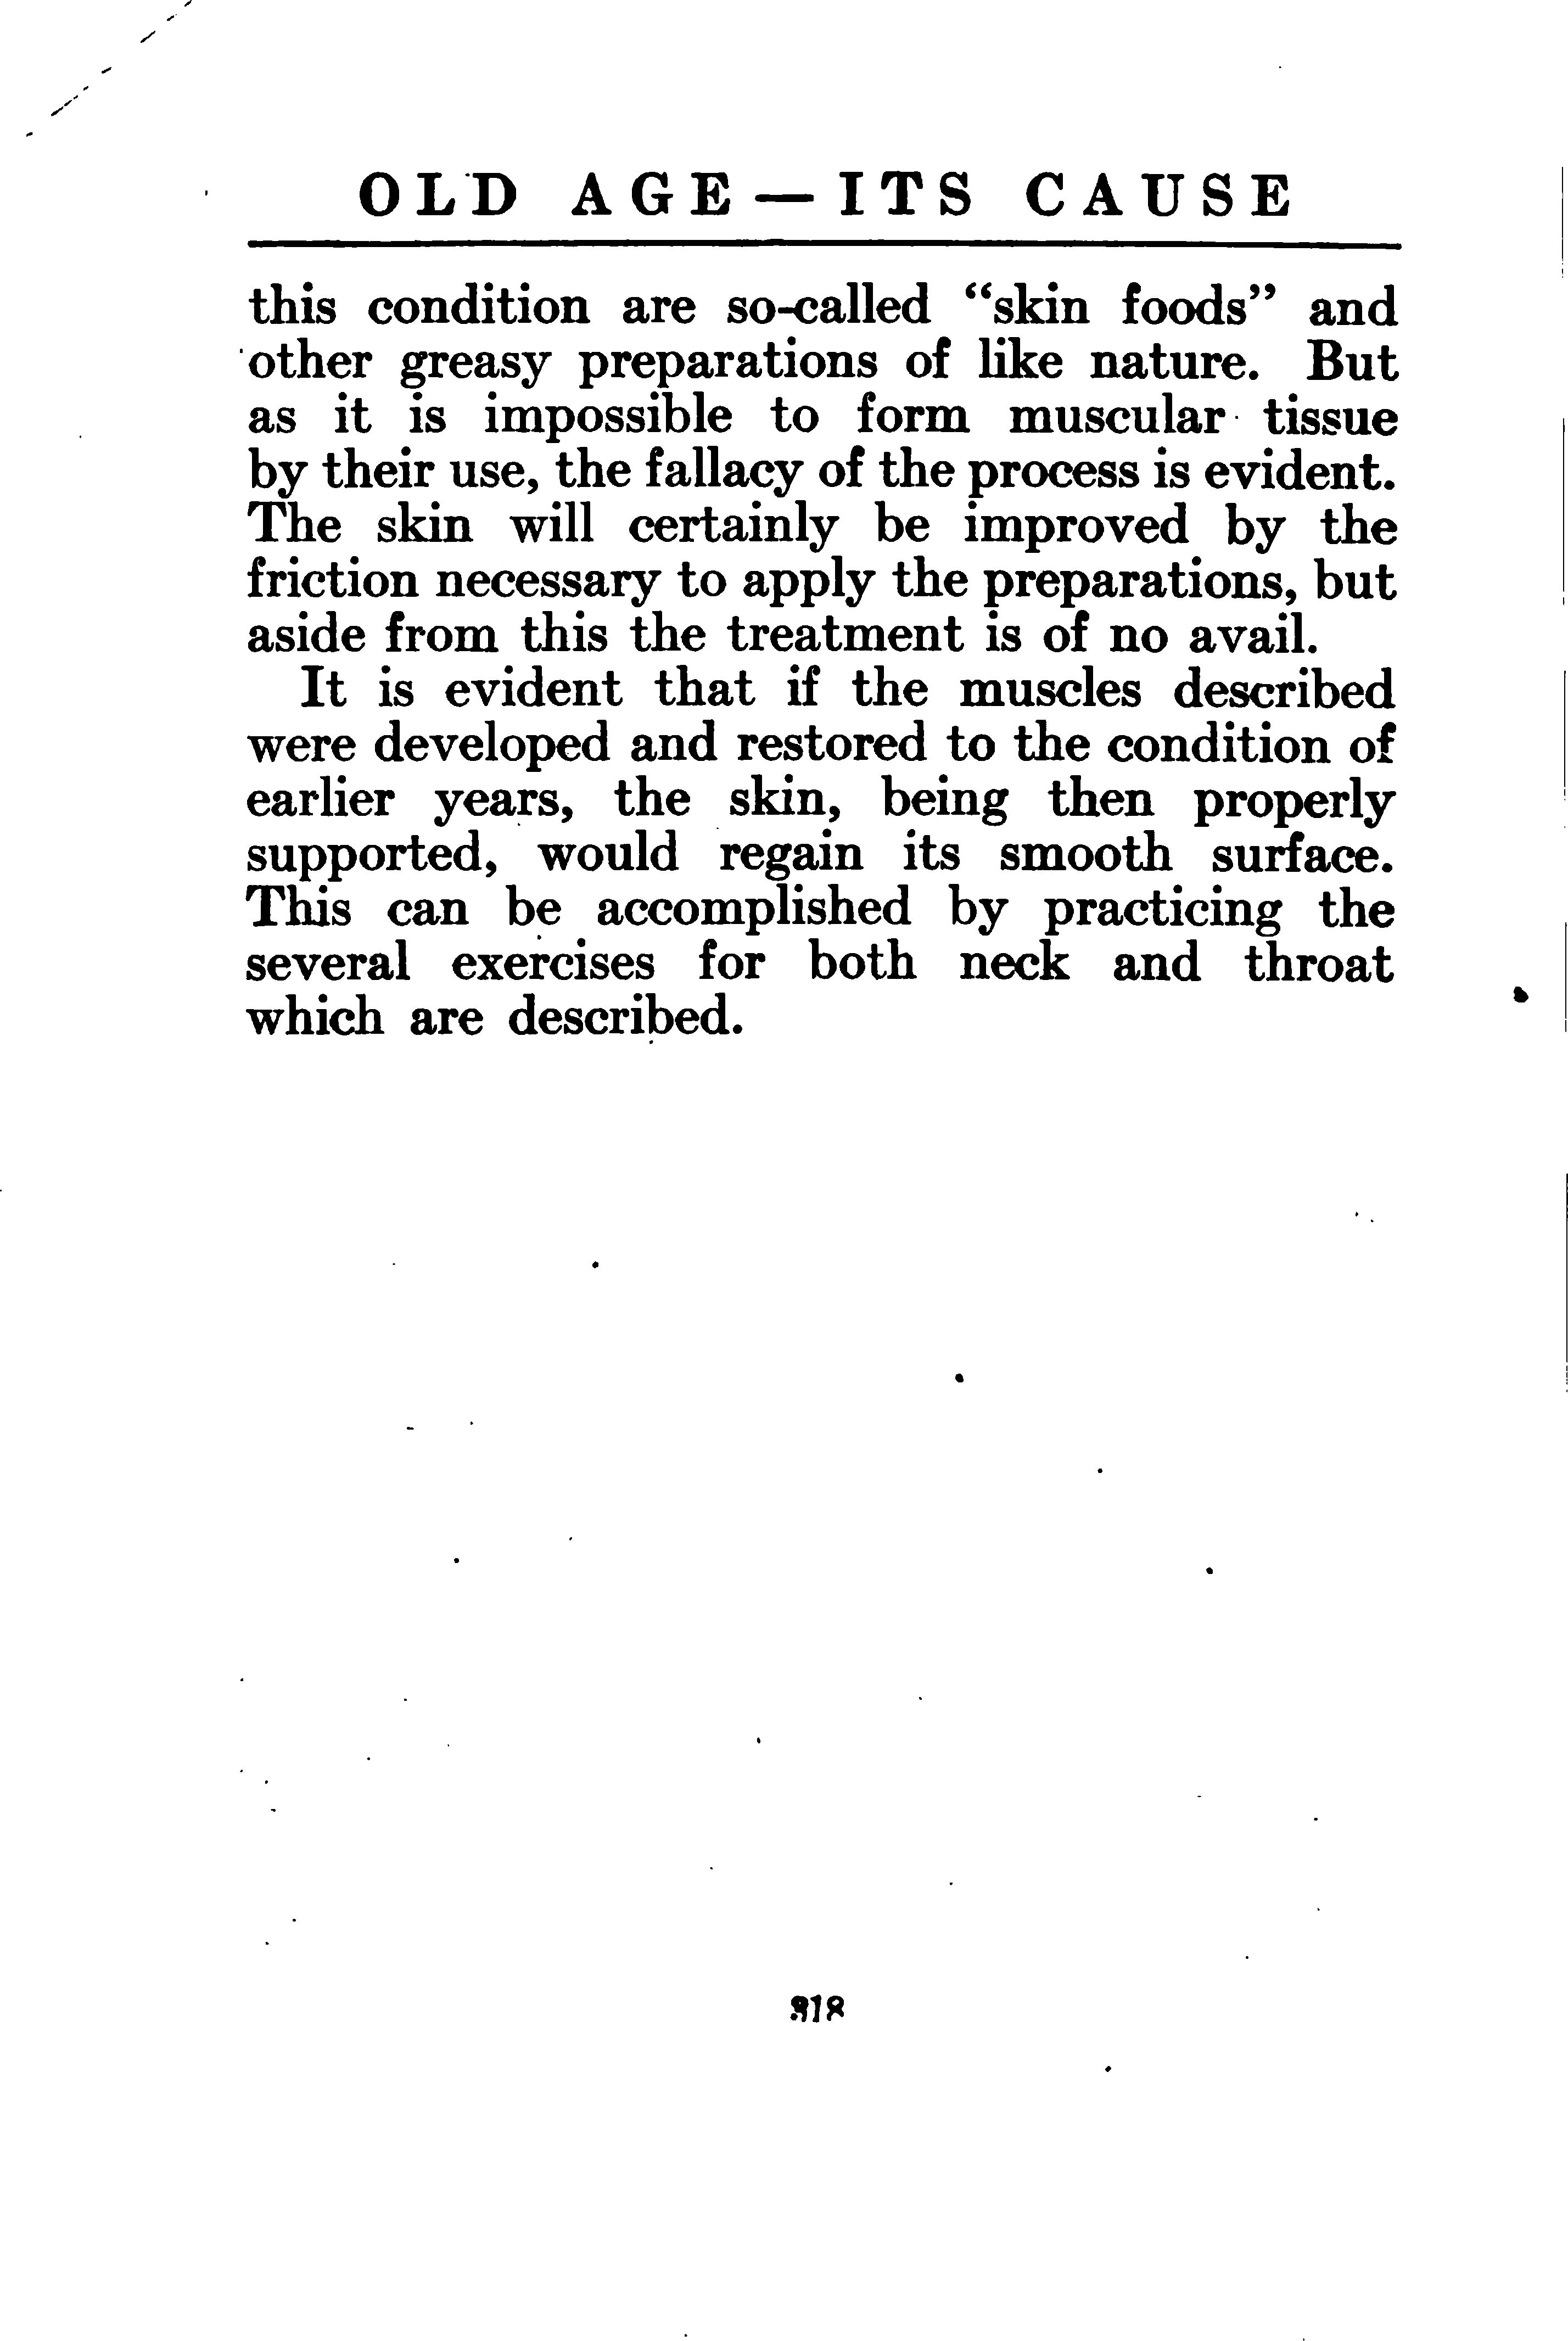 OLD AGE—ITS CAUSE
this condition are so-called “skin foods” and
other greasy preparations of like nature. But
as it is impossible to form muscular tissue
by their use, the fallacy of the process is evident.
The skin will certainly be improved by the
friction necessary to apply the preparations, but
aside from this the treatment is of no avail.
It is evident that if the muscles described
were developed and restored to the condition of
earlier years, the skin, being then properly
supported, would regain its smooth surface.
This can be accomplished by practicing the
several exercises for both neck and throat
which are described.
318